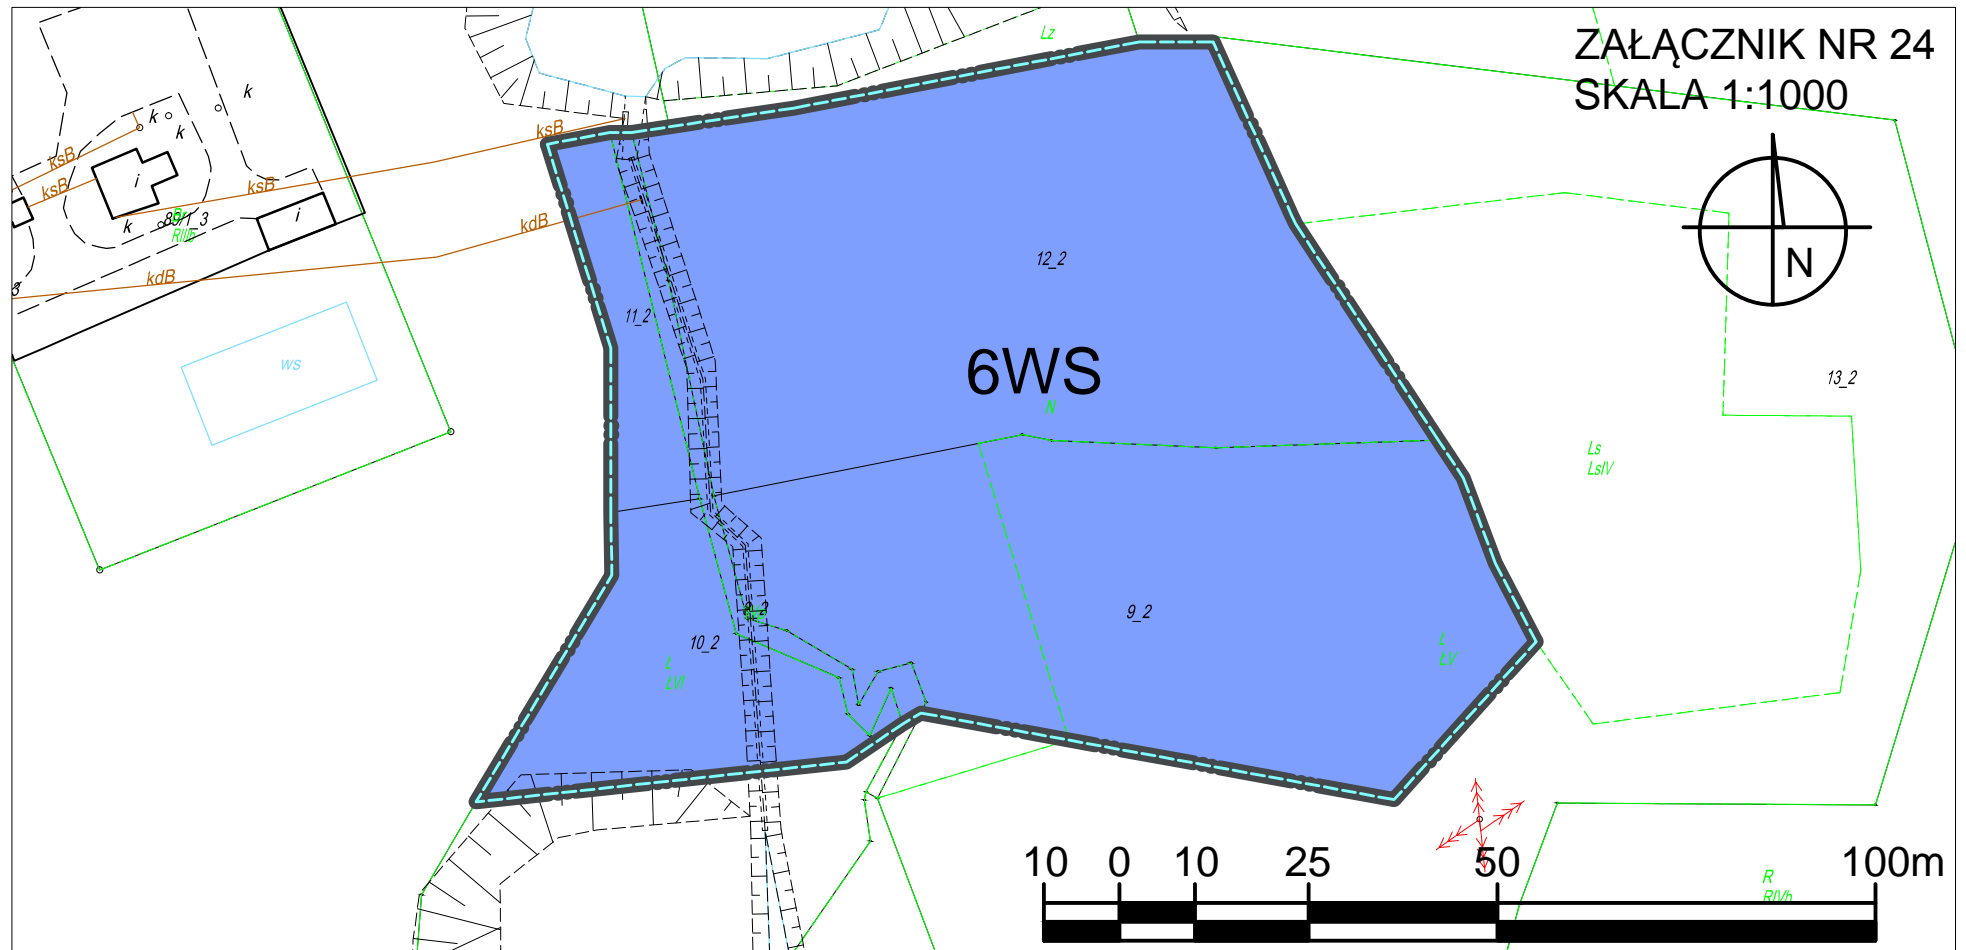 ZAŁĄCZNIK NR 24
SKALA 1:1000
N
Lz
k
k
k
ksB
ksB
ksB
ksB
i
i
k
RIIIb
kdB
kdB
ws
11_2
12_2
6WS
N
13_2
Ls
LsIV
9_2
10_2
Ł
ŁVI
Ł
ŁV
R
RIVb
10 0 10 25 50 100m